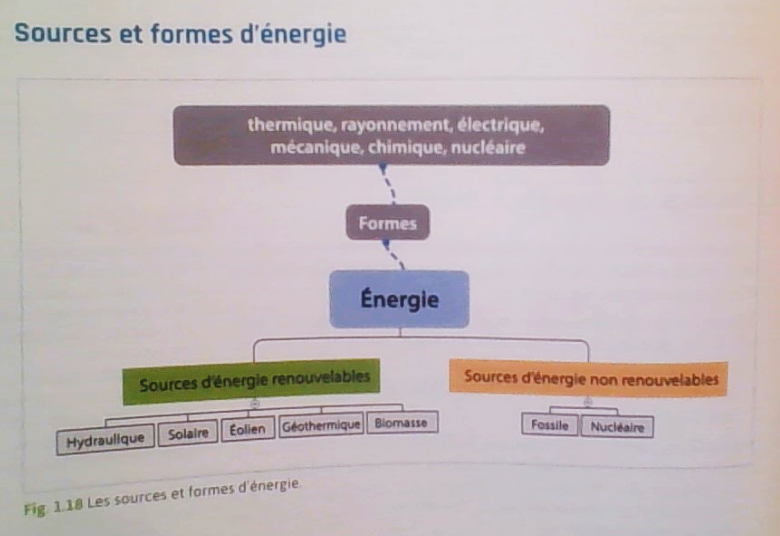 Sources et formes d'énergie
thermique, rayonnement, électrique,
mécanique, chimique, nucléaire
Formes
Énergie
Sources d'énergie renouvelables
Sources d'énergie non renouvelables
Hydraulique
Solaire
Éolien
Géothermique
Biomasse
Fossile
Nucléaire
Fig. 1.18 Les sources et formes d'énergie.